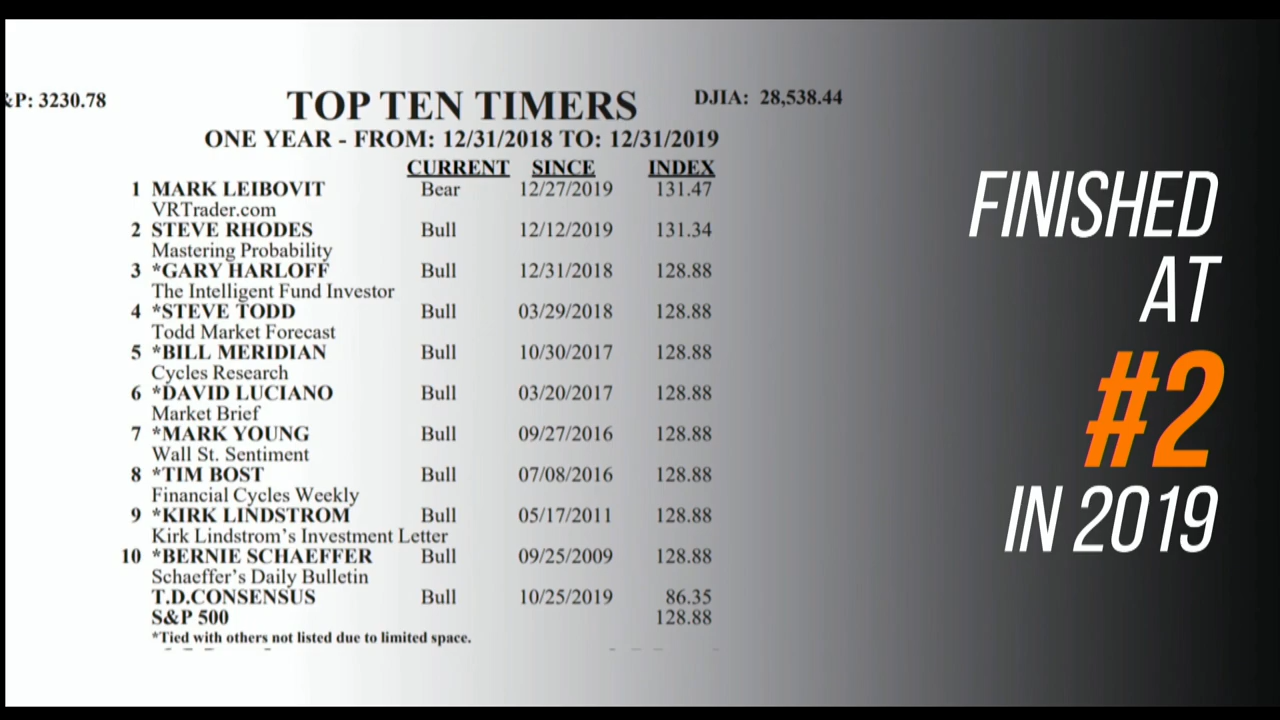 &P: 3230.78
TOP TEN TIMERS
DJIA: 28,538.44
ONE YEAR - FROM: 12/31/2018 TO: 12/31/2019
CURRENT SINCE INDEX
1 MARK LEIBOVIT Bear 12/27/2019 131.47
VRTrader.com
2 STEVE RHODES Bull 12/12/2019 131.34
Mastering Probability
3 *GARY HARLOFF Bull 12/31/2018 128.88
The Intelligent Fund Investor
4 *STEVE TODD Bull 03/29/2018 128.88
Todd Market Forecast
5 *BILL MERIDIAN Bull 10/30/2017 128.88
Cycles Research
6 *DAVID LUCIANO Bull 03/20/2017 128.88
Market Brief
7 *MARK YOUNG Bull 09/27/2016 128.88
Wall St. Sentiment
8 *TIM BOST Bull 07/08/2016 128.88
Financial Cycles Weekly
9 *KIRK LINDSTROM Bull 05/17/2011 128.88
Kirk Lindstrom's Investment Letter
10 *BERNIE SCHAEFFER Bull 09/25/2009 128.88
Schaeffer's Daily Bulletin
T.D.CONSENSUS Bull 10/25/2019 86.35
S&P 500 128.88
*Tied with others not listed due to limited space.
FINISHED
AT
#2
IN 2019